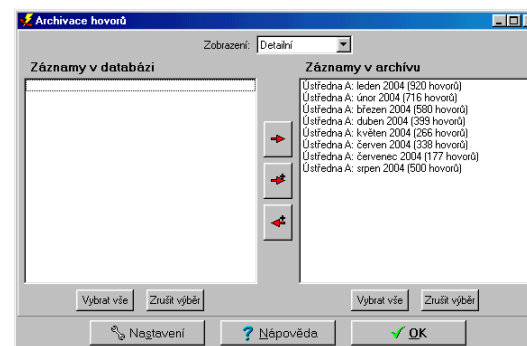 Archivace hovorů
Zobrazení: Detailní
Záznamy v databázi
Záznamy v archívu
Ústředna A: leden 2004 (920 hovorů)
Ústředna A: únor 2004 (716 hovorů)
Ústředna A: březen 2004 (580 hovorů)
Ústředna A: duben 2004 (399 hovorů)
Ústředna A: květen 2004 (266 hovorů)
Ústředna A: červen 2004 (338 hovorů)
Ústředna A: červenec 2004 (177 hovorů)
Ústředna A: srpen 2004 (500 hovorů)
Vybrat vše Zrušit výběr Vybrat vše Zrušit výběr
Nastavení ? Nápověda OK